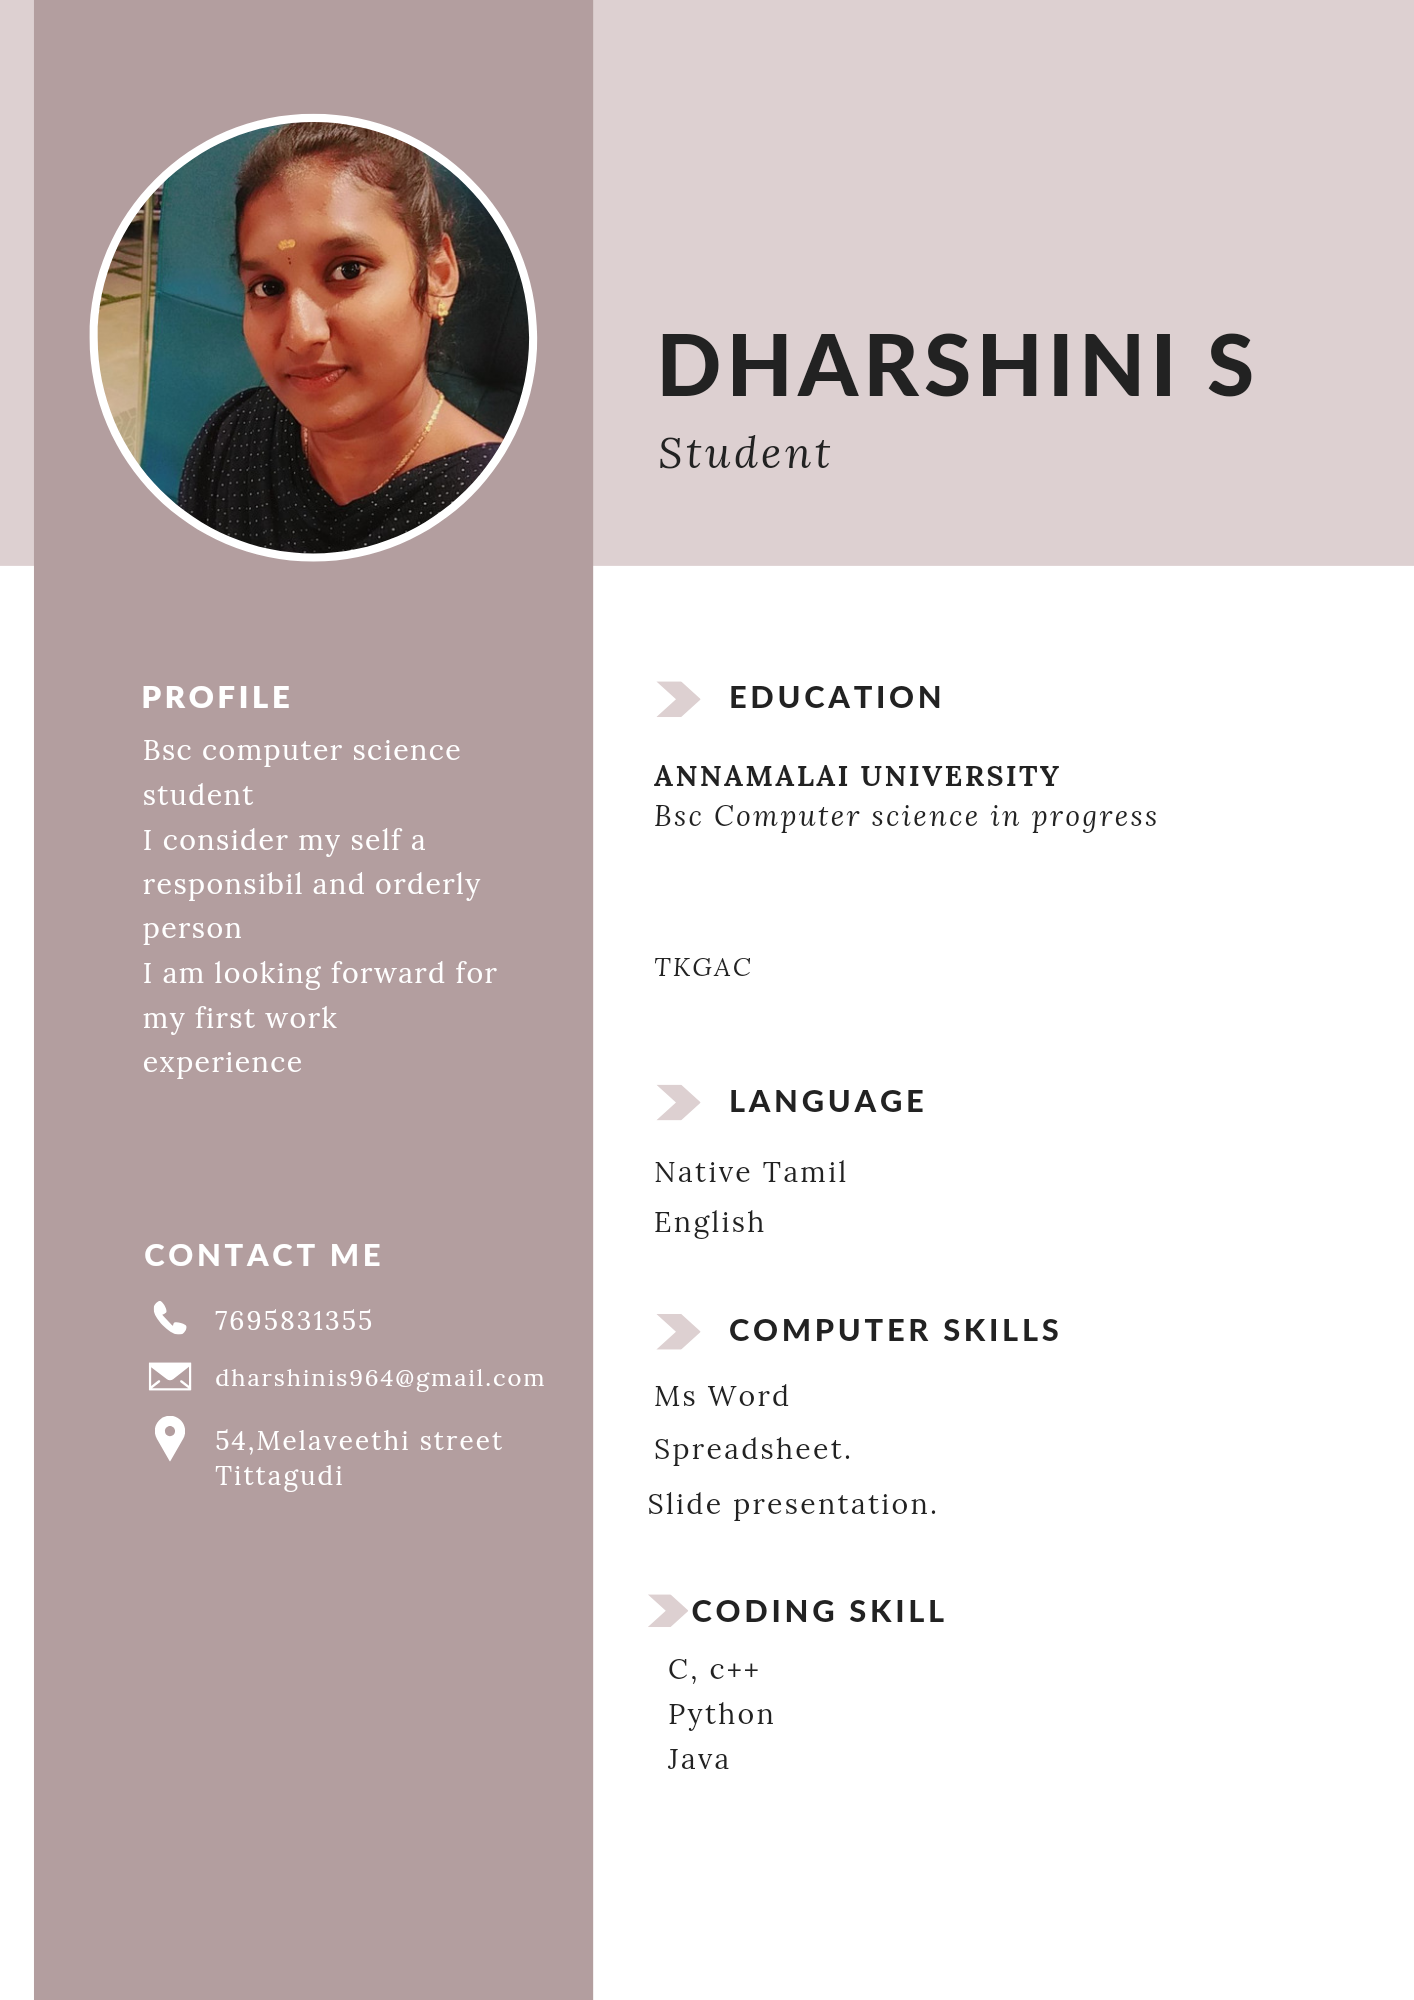 DHARSHINI S
Student
PROFILE
Bsc computer science
student
I consider my self a
responsibil and orderly
person
I am looking forward for
my first work
experience
CONTACT ME
7695831355
dharshinis964@gmail.com
54,Melaveethi street
Tittagudi
EDUCATION
ANNAMALAI UNIVERSITY
Bsc Computer science in progress
TKGAC
LANGUAGE
Native Tamil
English
COMPUTER SKILLS
Ms Word
Spreadsheet.
Slide presentation.
CODING SKILL
C, c++
Python
Java